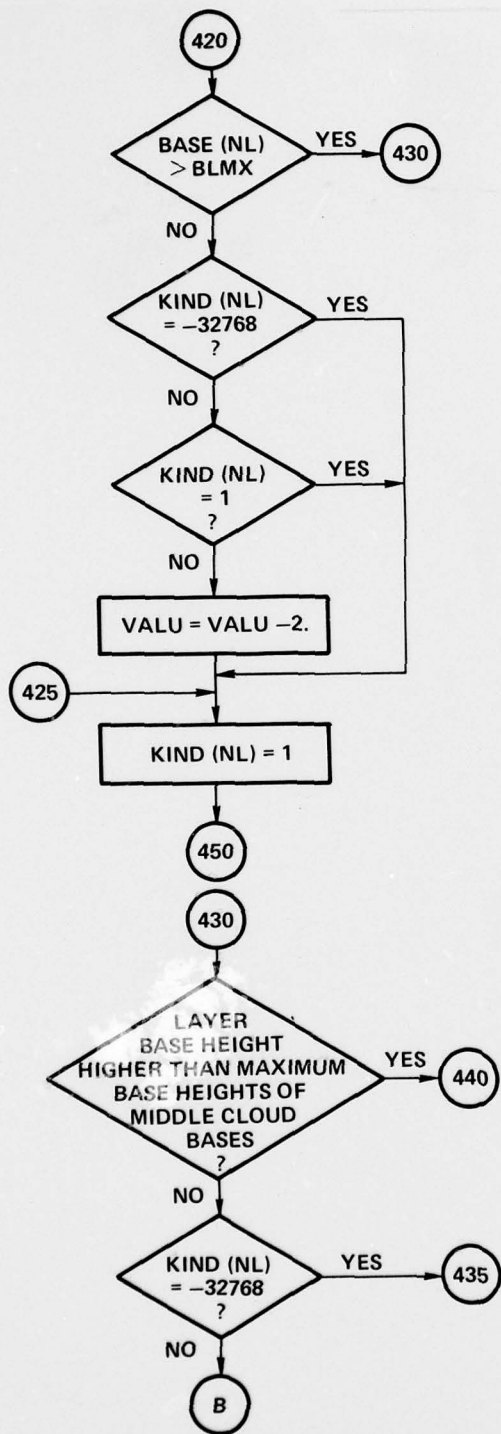 420
BASE (NL)
> BLMX
YES
430
NO
KIND (NL)
= −32768
?
YES
NO
KIND (NL)
= 1
?
YES
NO
VALU = VALU −2.
425
KIND (NL) = 1
450
430
LAYER
BASE HEIGHT
HIGHER THAN MAXIMUM
BASE HEIGHTS OF
MIDDLE CLOUD
BASES
?
YES
440
NO
KIND (NL)
= −32768
?
YES
435
NO
B